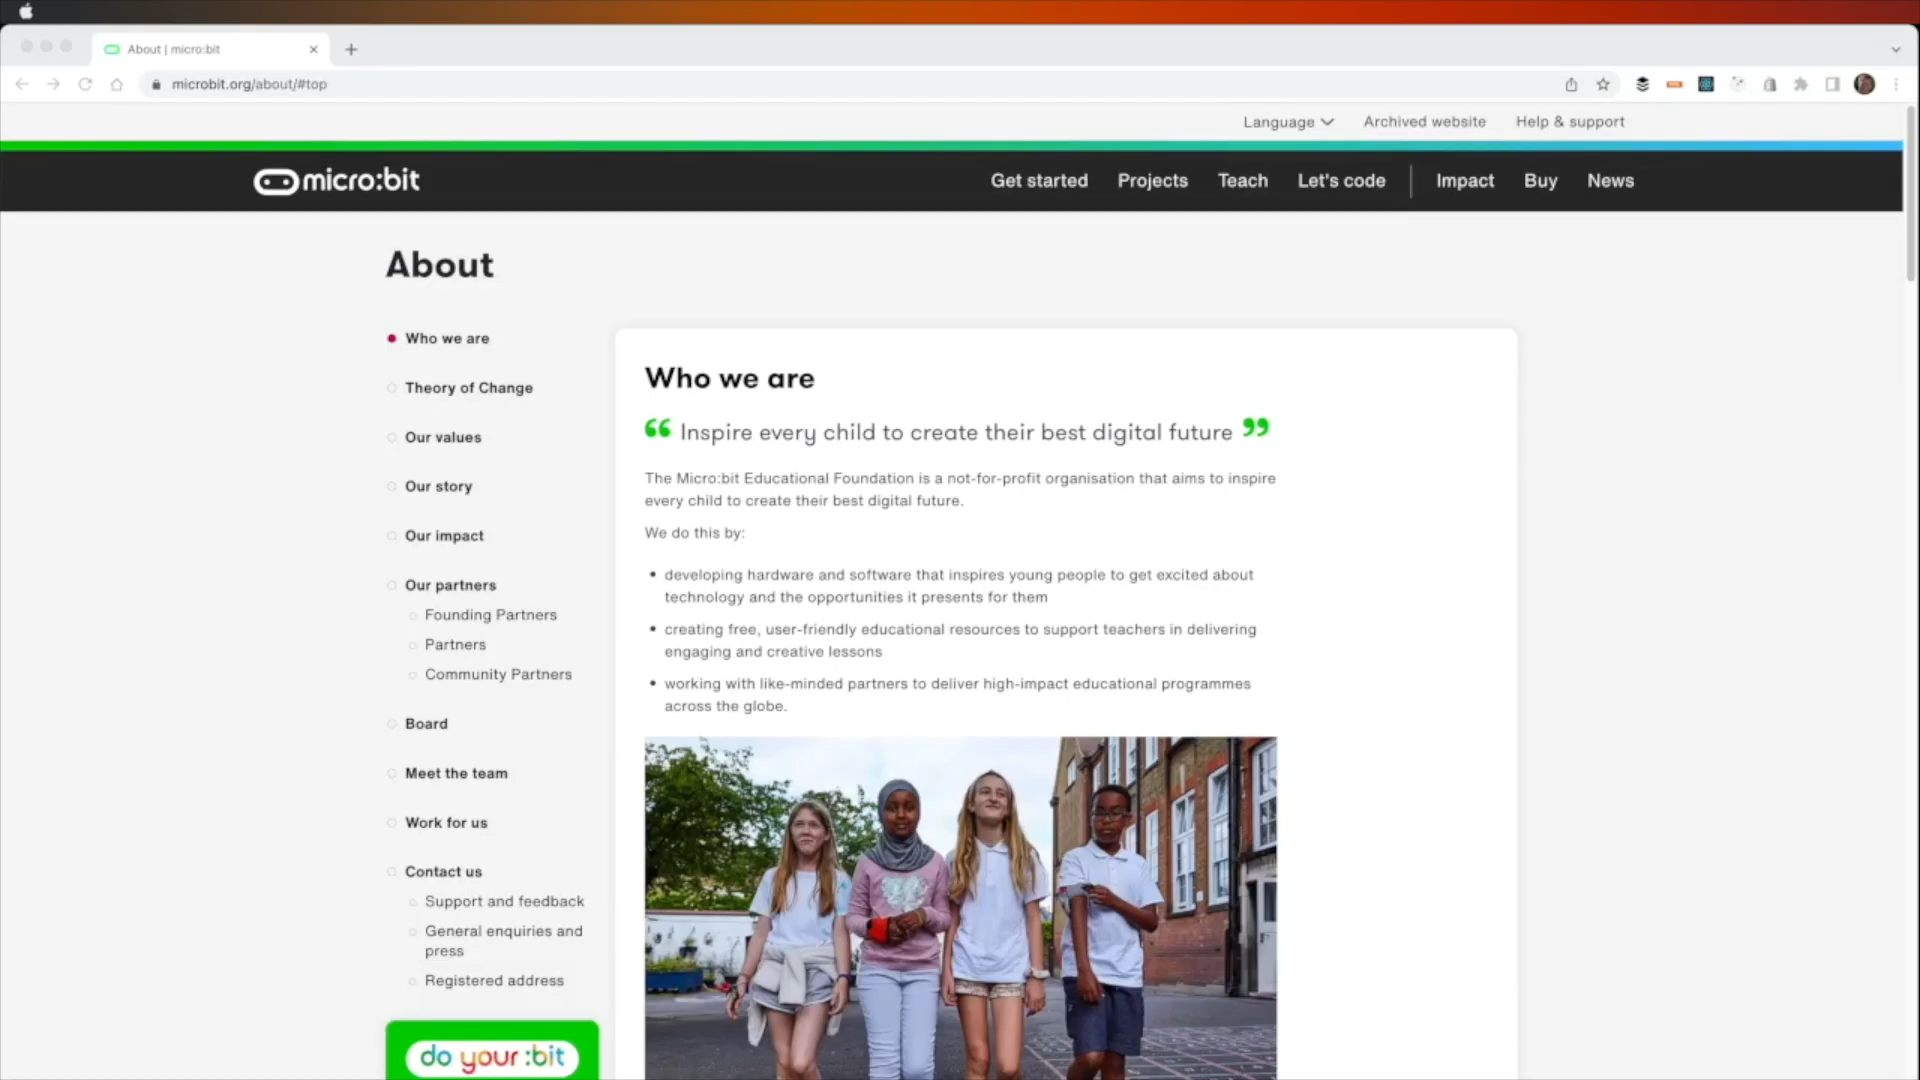 About | micro:bit
microbit.org/about/#top
Language
Archived website
Help & support
micro:bit
Get started
Projects
Teach
Let's code
Impact
Buy
News
About
Who we are
Theory of Change
Our values
Our story
Our impact
Our partners
Founding Partners
Partners
Community Partners
Board
Meet the team
Work for us
Contact us
Support and feedback
General enquiries and
press
Registered address
do your :bit
Who we are
“ Inspire every child to create their best digital future ”
The Micro:bit Educational Foundation is a not-for-profit organisation that aims to inspire
every child to create their best digital future.
We do this by:
• developing hardware and software that inspires young people to get excited about
technology and the opportunities it presents for them
• creating free, user-friendly educational resources to support teachers in delivering
engaging and creative lessons
• working with like-minded partners to deliver high-impact educational programmes
across the globe.